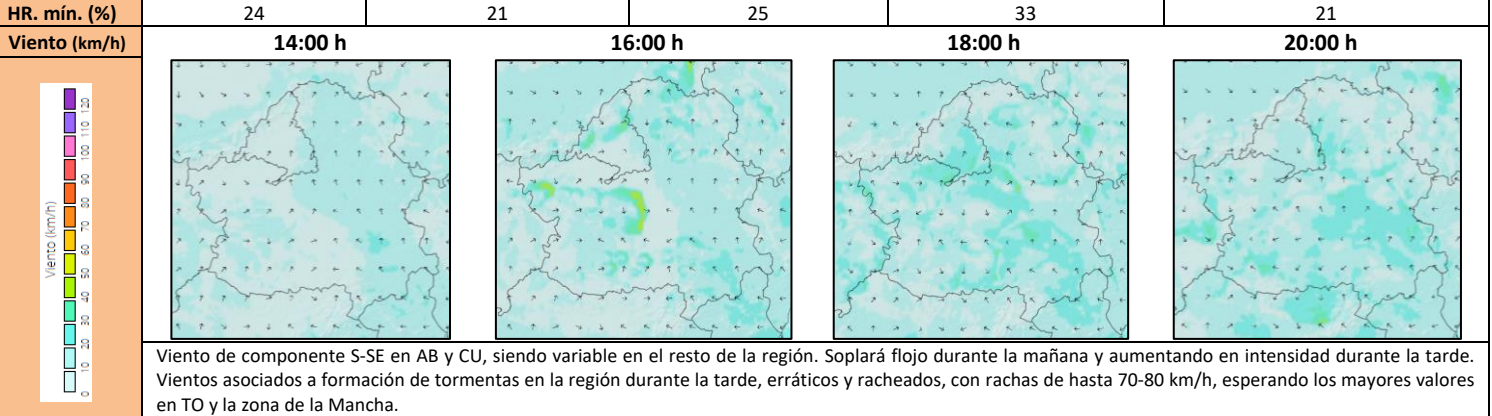 HR. mín. (%) 24 21 25 33 21
Viento (km/h) 14:00 h 16:00 h 18:00 h 20:00 h
Viento (km/h)
120
110
100
90
80
70
60
50
40
30
20
10
0
Viento de componente S-SE en AB y CU, siendo variable en el resto de la región. Soplará flojo durante la mañana y aumentando en intensidad durante la tarde.
Vientos asociados a formación de tormentas en la región durante la tarde, erráticos y racheados, con rachas de hasta 70-80 km/h, esperando los mayores valores
en TO y la zona de la Mancha.